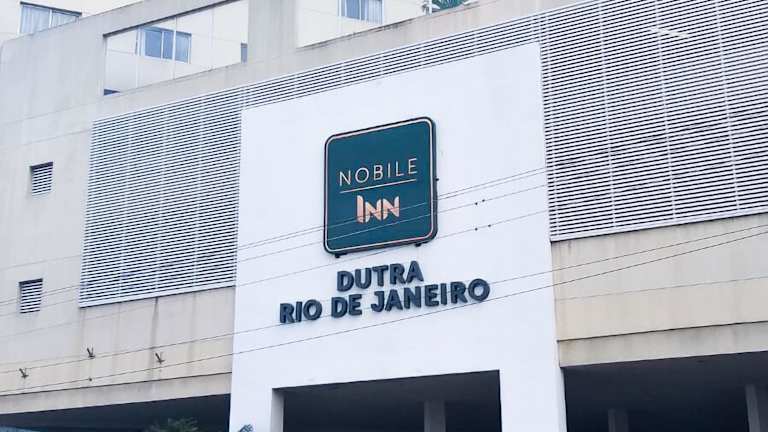 NOBILE
INN
DUTRA
RIO DE JANEIRO